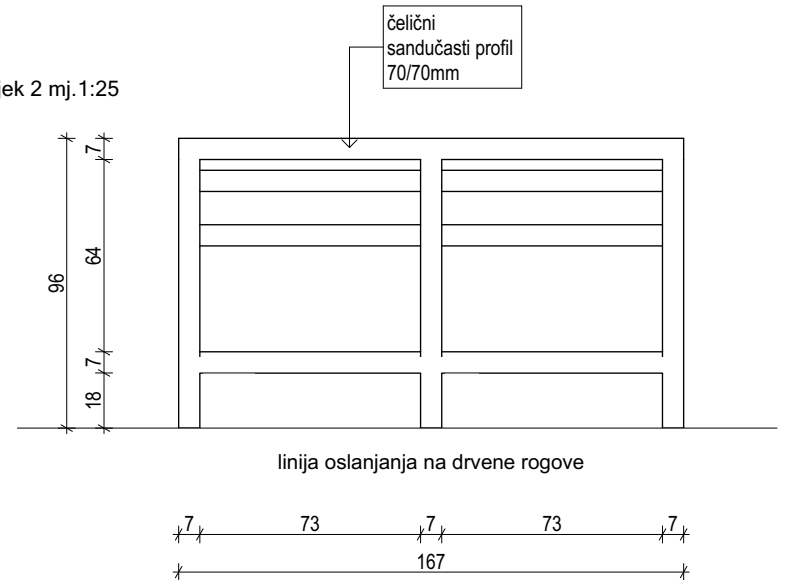 čelični
sandučasti profil
70/70mm
jek 2 mj.1:25
7
64
96
7
18
linija oslanjanja na drvene rogove
7 73 7 73 7
167